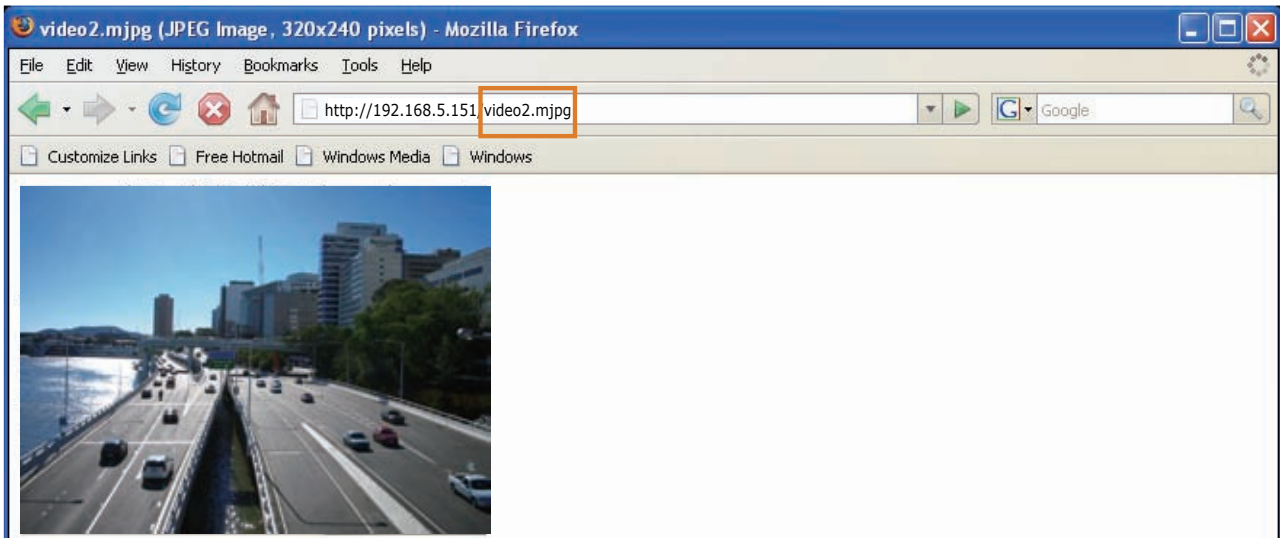 video2.mjpg (JPEG Image, 320x240 pixels) - Mozilla Firefox
File Edit View History Bookmarks Tools Help
http://192.168.5.151/video2.mjpg
G Google
Customize Links Free Hotmail Windows Media Windows